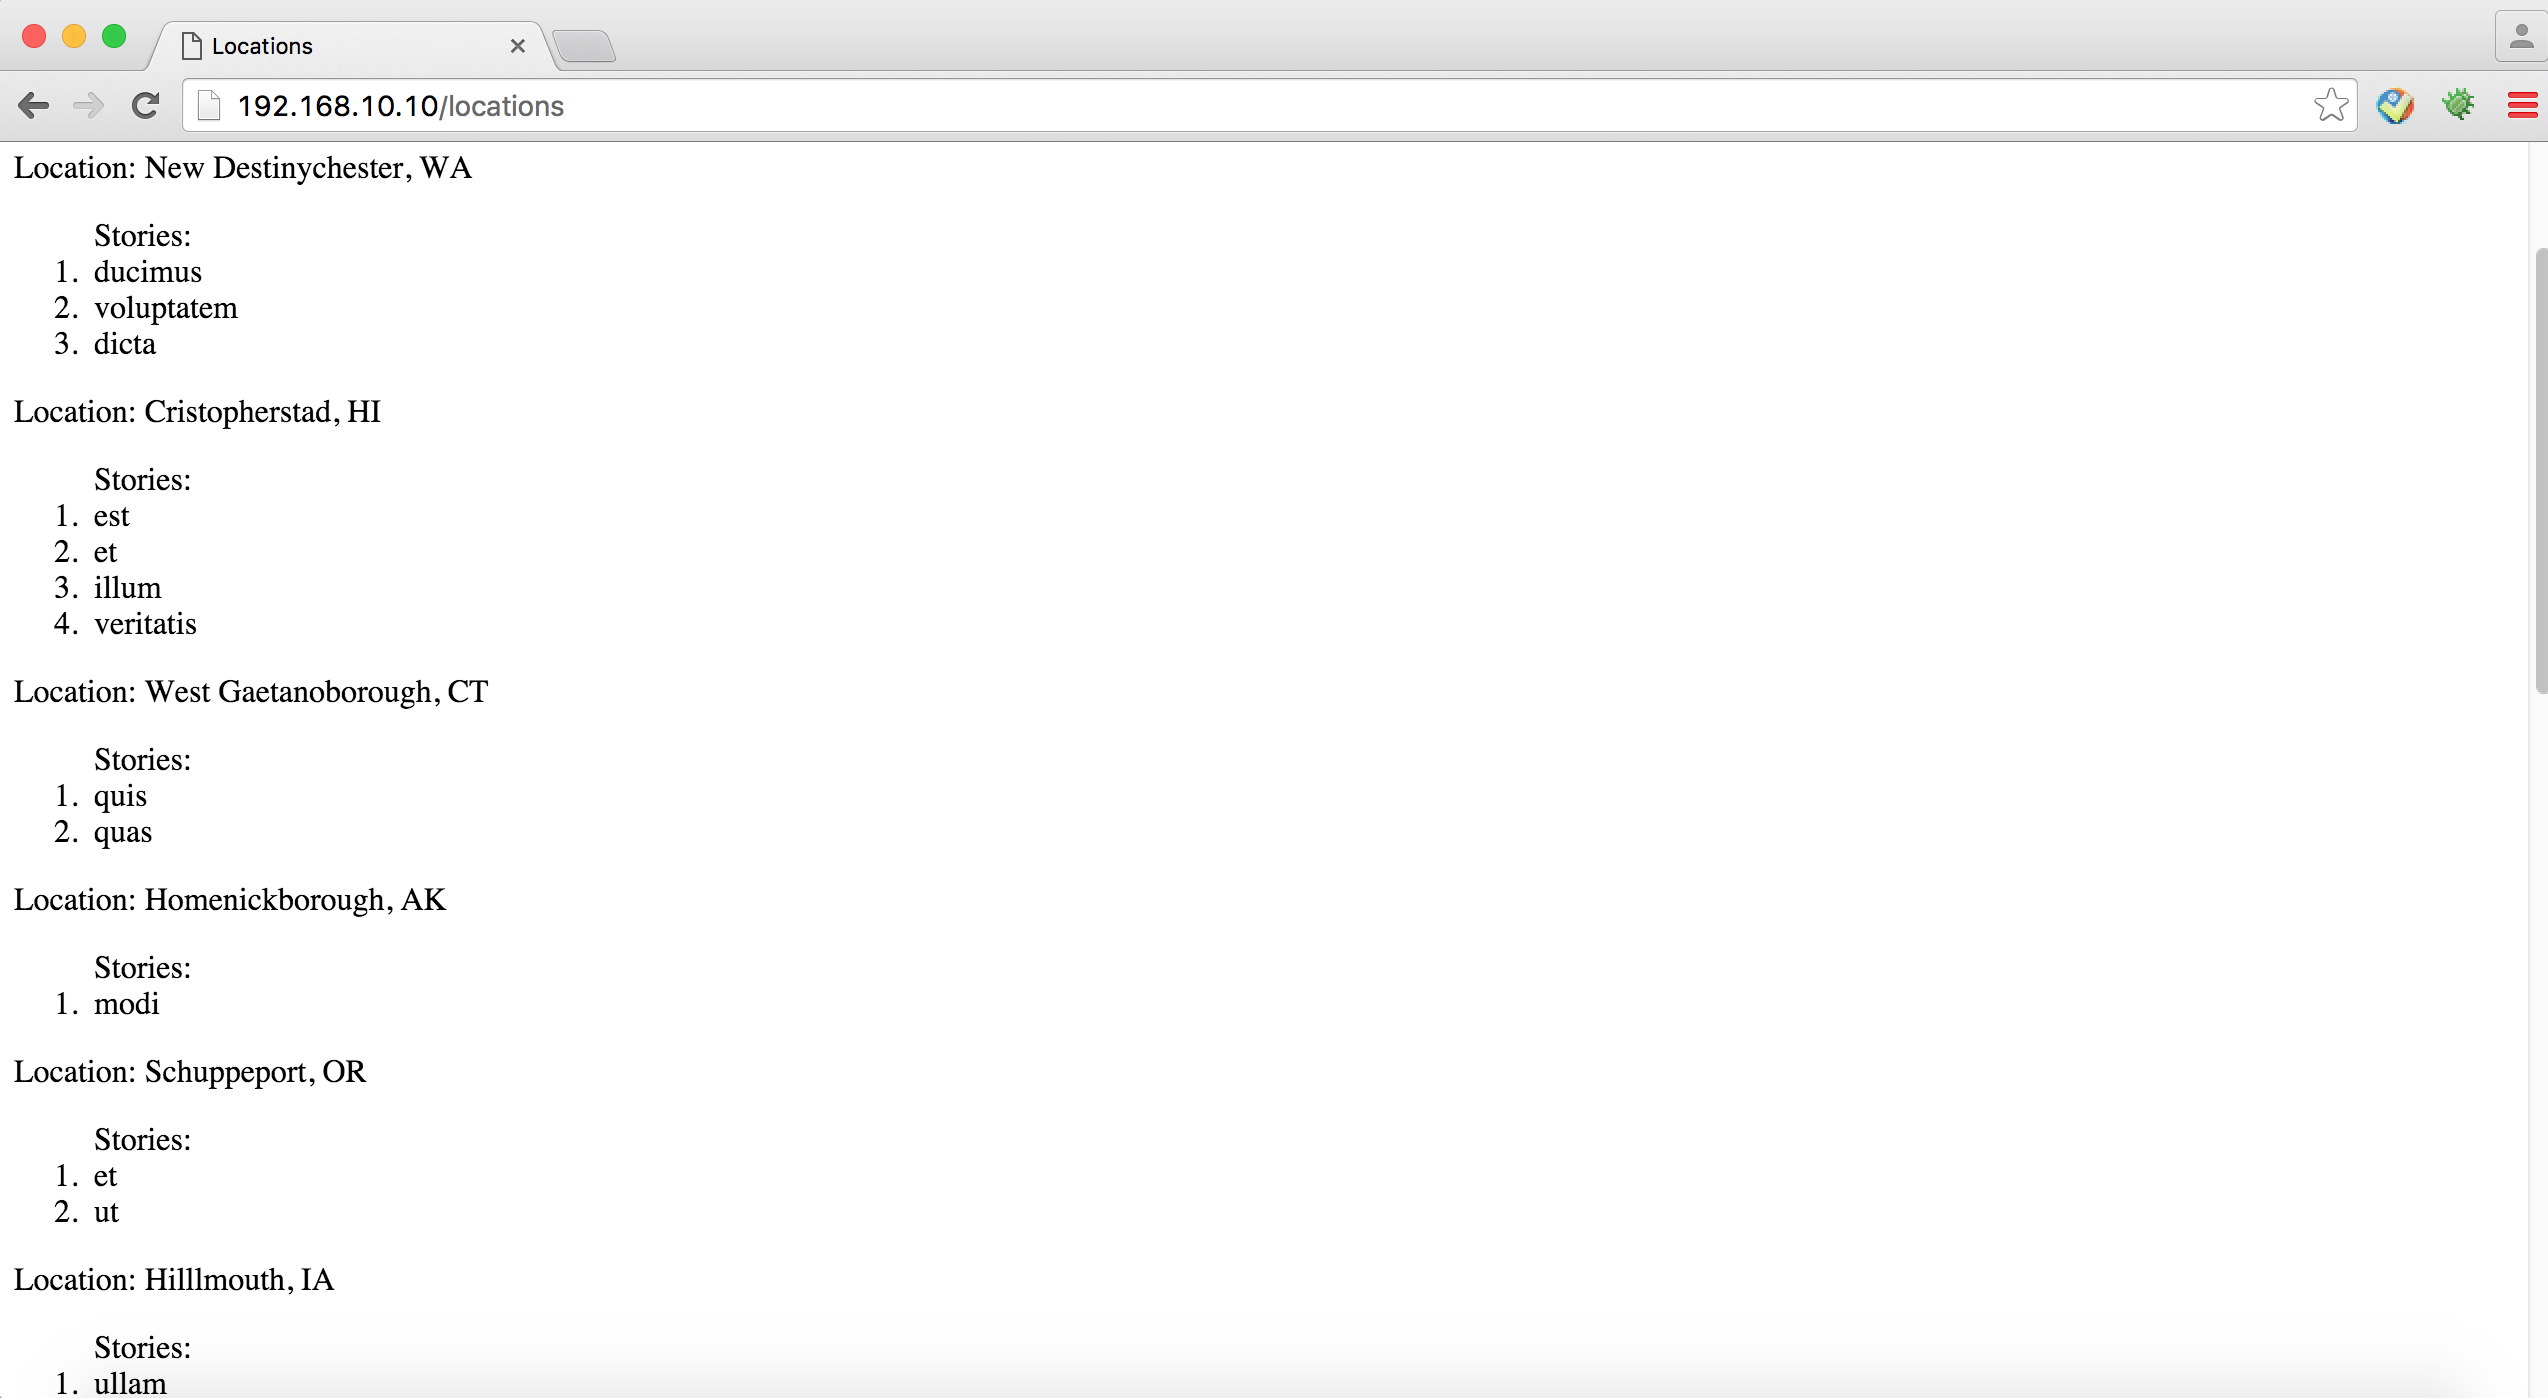 Locations
192.168.10.10/locations
Location: New Destinychester, WA
Stories:
1. ducimus
2. voluptatem
3. dicta
Location: Cristopherstad, HI
Stories:
1. est
2. et
3. illum
4. veritatis
Location: West Gaetanoborough, CT
Stories:
1. quis
2. quas
Location: Homenickborough, AK
Stories:
1. modi
Location: Schuppeport, OR
Stories:
1. et
2. ut
Location: Hilllmouth, IA
Stories:
1. ullam